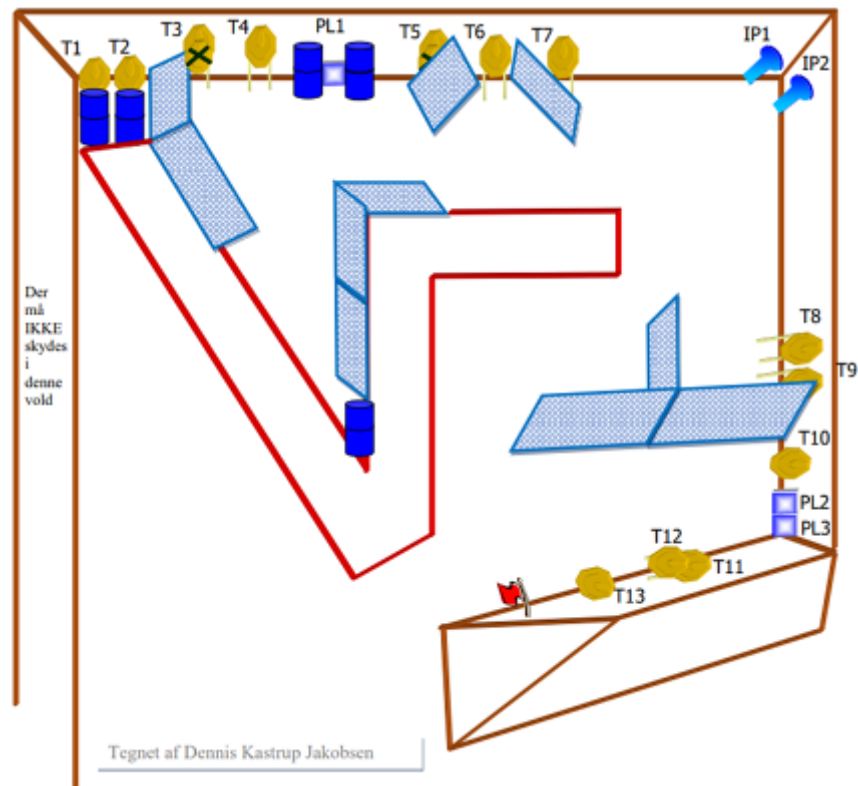 T1
T2
T3
T4
PL1
T5
T6
T7
IP1
IP2
Der
må
IKKE
skydes
i
denne
vold
T8
T9
T10
PL2
PL3
T12
T11
T13
Tegnet af Dennis Kastrup Jakobsen